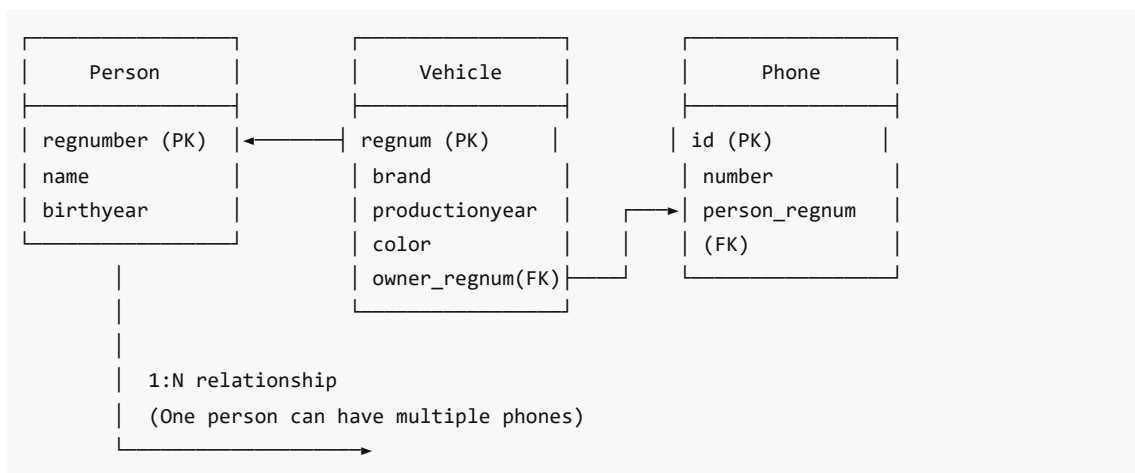 Person Vehicle Phone
regnumber (PK) regnum (PK) id (PK)
name brand number
birthyear productionyear person_regnum
color (FK)
owner_regnum(FK)
1:N relationship
(One person can have multiple phones)